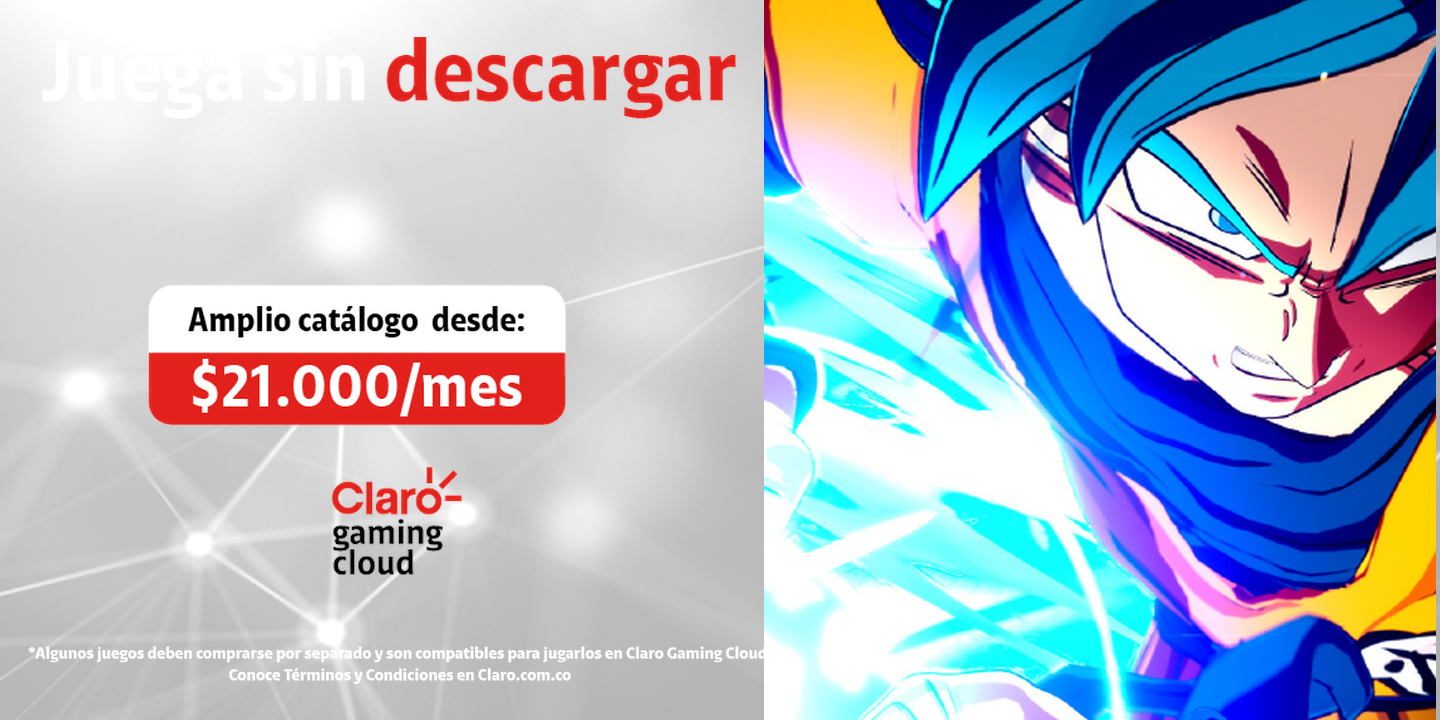 Juega sin descargar
Amplio catálogo desde:
$21.000/mes
Claro
gaming
cloud
*Algunos juegos deben comprarse por separado y son compatibles para jugarlos en Claro Gaming Cloud
Conoce Términos y Condiciones en Claro.com.co